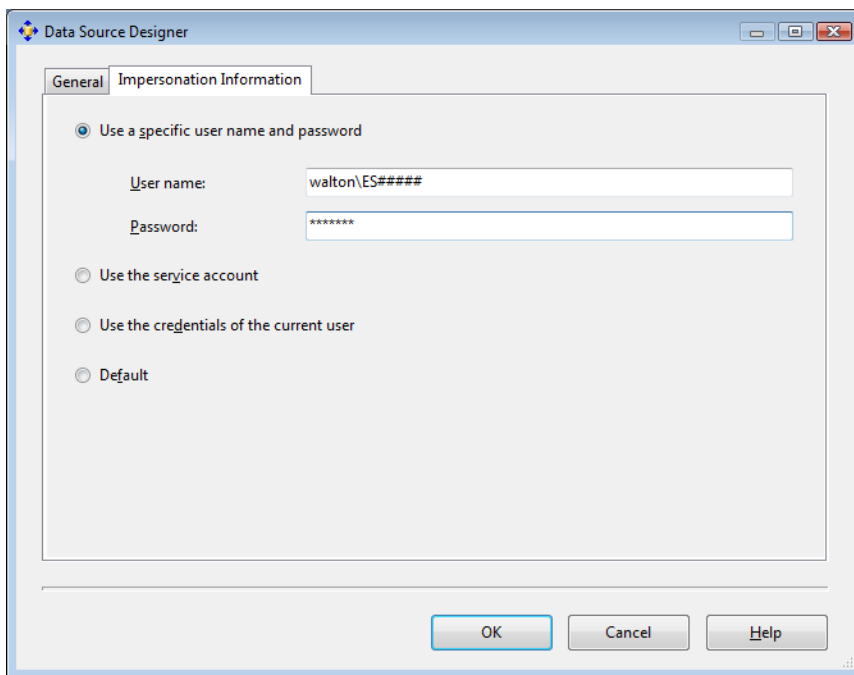 Data Source Designer
General
Impersonation Information
Use a specific user name and password
User name:
walton\ES#####
Password:
*******
Use the service account
Use the credentials of the current user
Default
OK
Cancel
Help